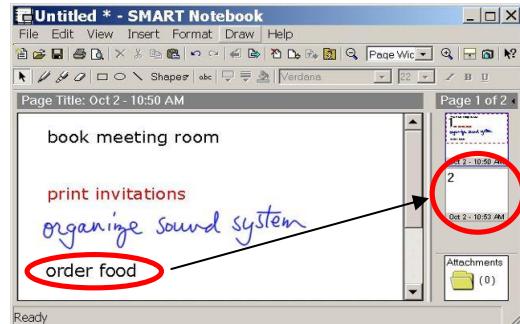 Untitled * - SMART Notebook
File Edit View Insert Format Draw Help
Page Wic
Shapes abc Verdana 22 B U
Page Title: Oct 2 - 10:50 AM
Page 1 of 2
book meeting room
print invitations
organize sound system
order food
1
Oct 2 - 10:50 AM
2
Oct 2 - 10:53 AM
Attachments
(0)
Ready